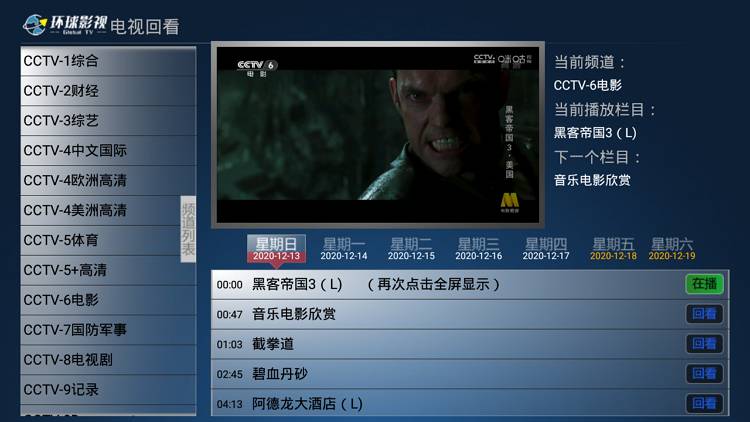 环球影视
Global TV
电视回看
CCTV-1综合
CCTV-2财经
CCTV-3综艺
CCTV-4中文国际
CCTV-4欧洲高清
CCTV-4美洲高清
CCTV-5体育
CCTV-5+高清
CCTV-6电影
CCTV-7国防军事
CCTV-8电视剧
CCTV-9记录
频道列表
CCTV 6
电影
CCTV
黑客帝国3·美国
M
当前频道：
CCTV-6电影
当前播放栏目：
黑客帝国3（L）
下一个栏目：
音乐电影欣赏
星期日 星期一 星期二 星期三 星期四 星期五 星期六
2020-12-13 2020-12-14 2020-12-15 2020-12-16 2020-12-17 2020-12-18 2020-12-19
00:00 黑客帝国3（L） （再次点击全屏显示） 在播
00:47 音乐电影欣赏 回看
01:03 截拳道 回看
02:45 碧血丹砂 回看
04:13 阿德龙大酒店（L） 回看